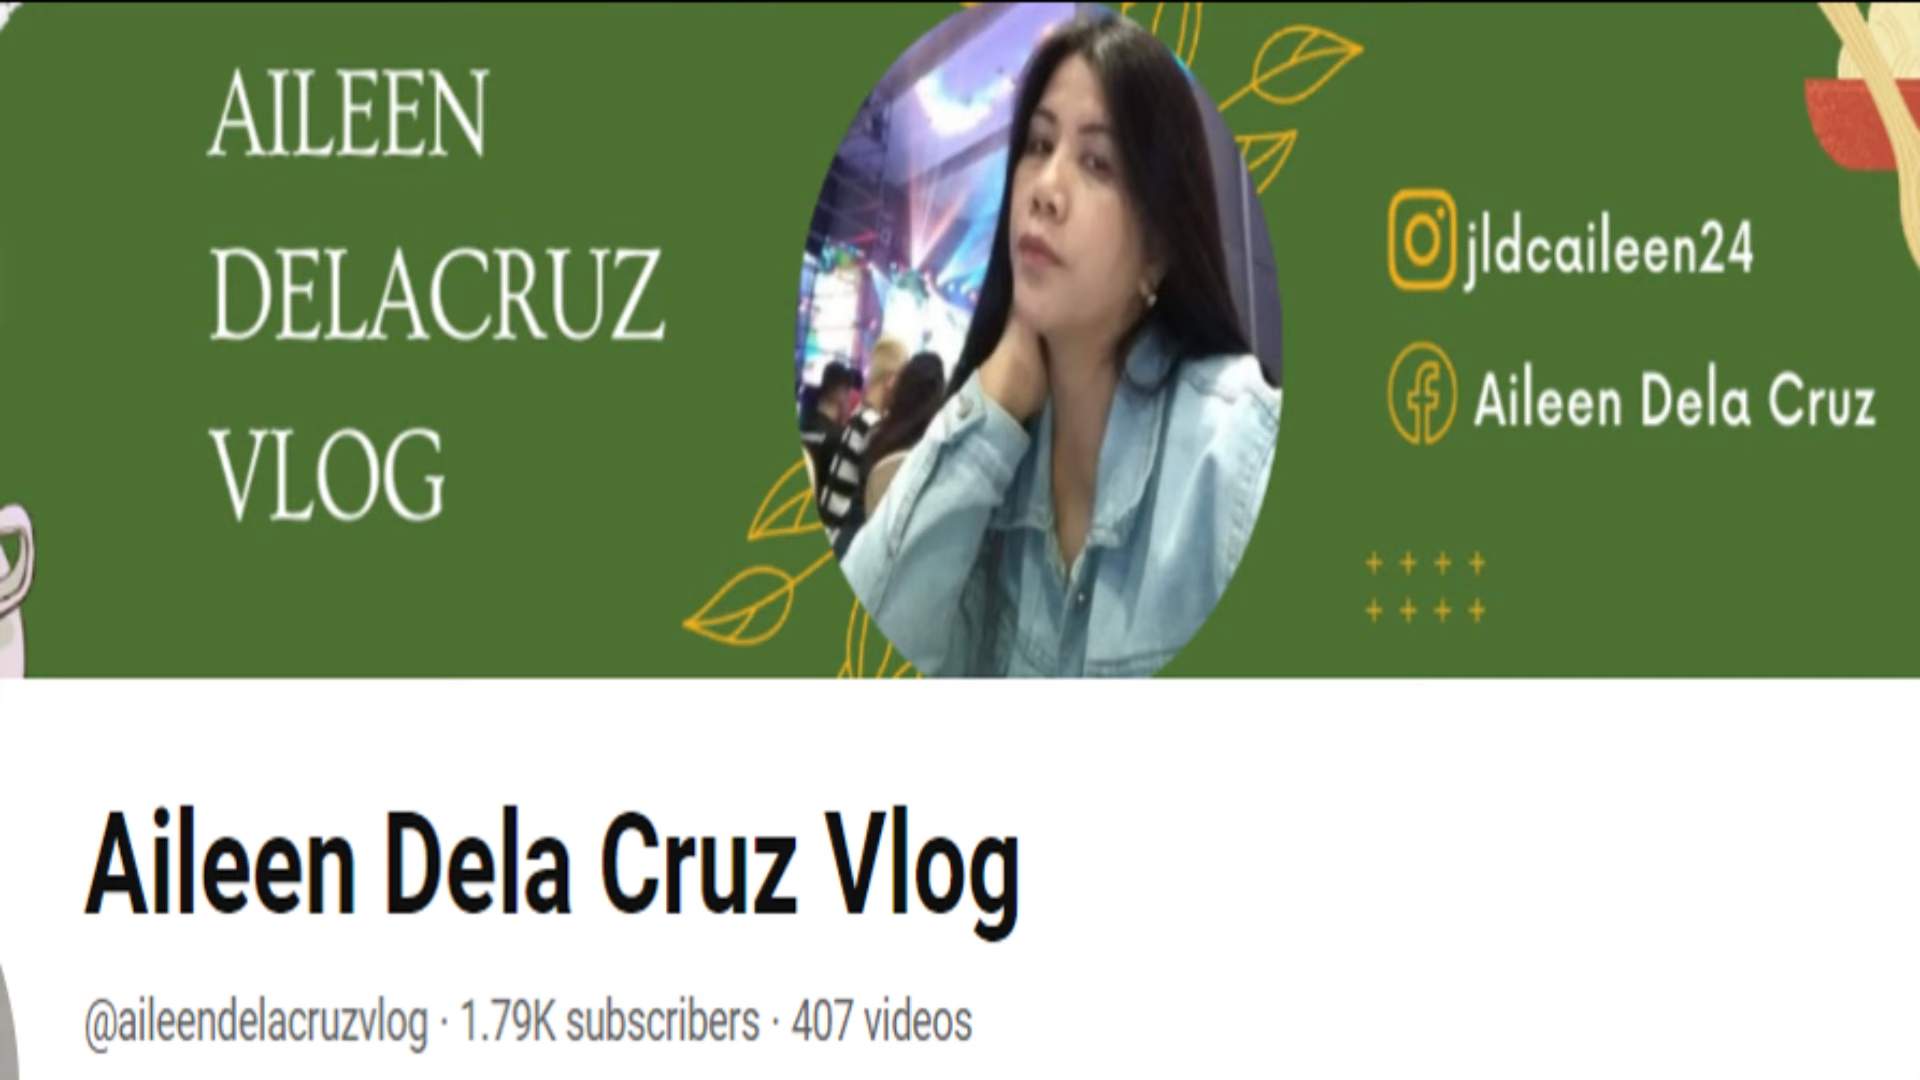 AILEEN
DELACRUZ
VLOG
jldcaileen24
Aileen Dela Cruz
Aileen Dela Cruz Vlog
@aileendelacruzvlog · 1.79K subscribers · 407 videos